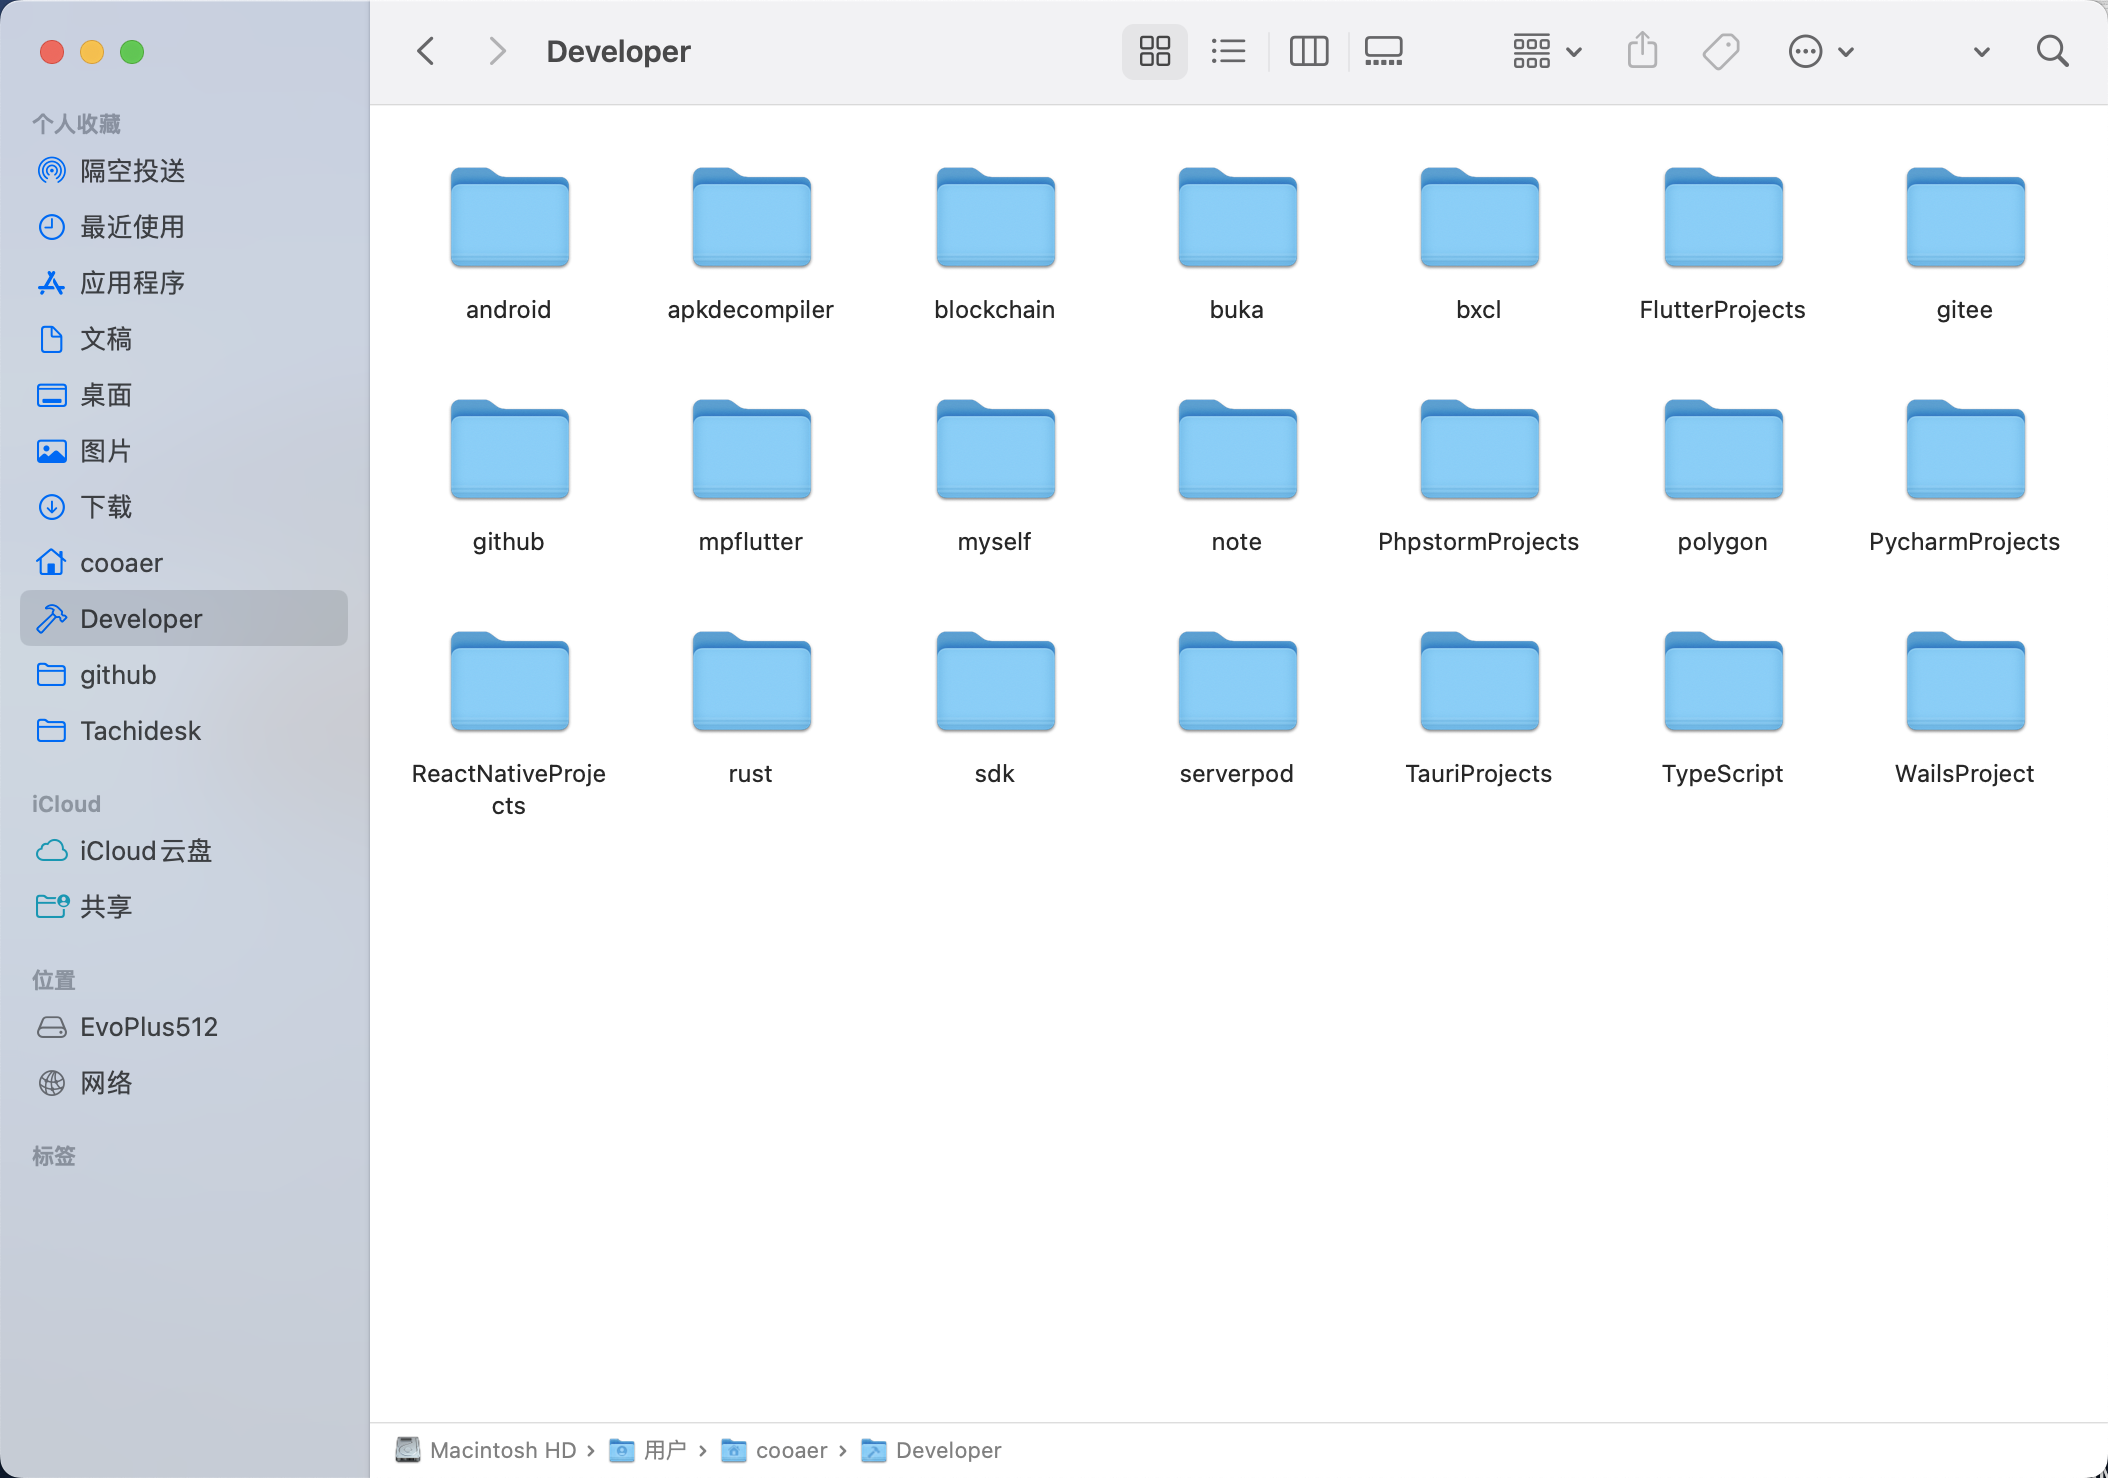 Developer
个人收藏
隔空投送
最近使用
应用程序
文稿
桌面
图片
下载
cooaer
Developer
github
Tachidesk
iCloud
iCloud云盘
共享
位置
EvoPlus512
网络
标签
android
apkdecompiler
blockchain
buka
bxcl
FlutterProjects
gitee
github
mpflutter
myself
note
PhpstormProjects
polygon
PycharmProjects
ReactNativeProje
cts
rust
sdk
serverpod
TauriProjects
TypeScript
WailsProject
Macintosh HD › 用户 › cooaer › Developer